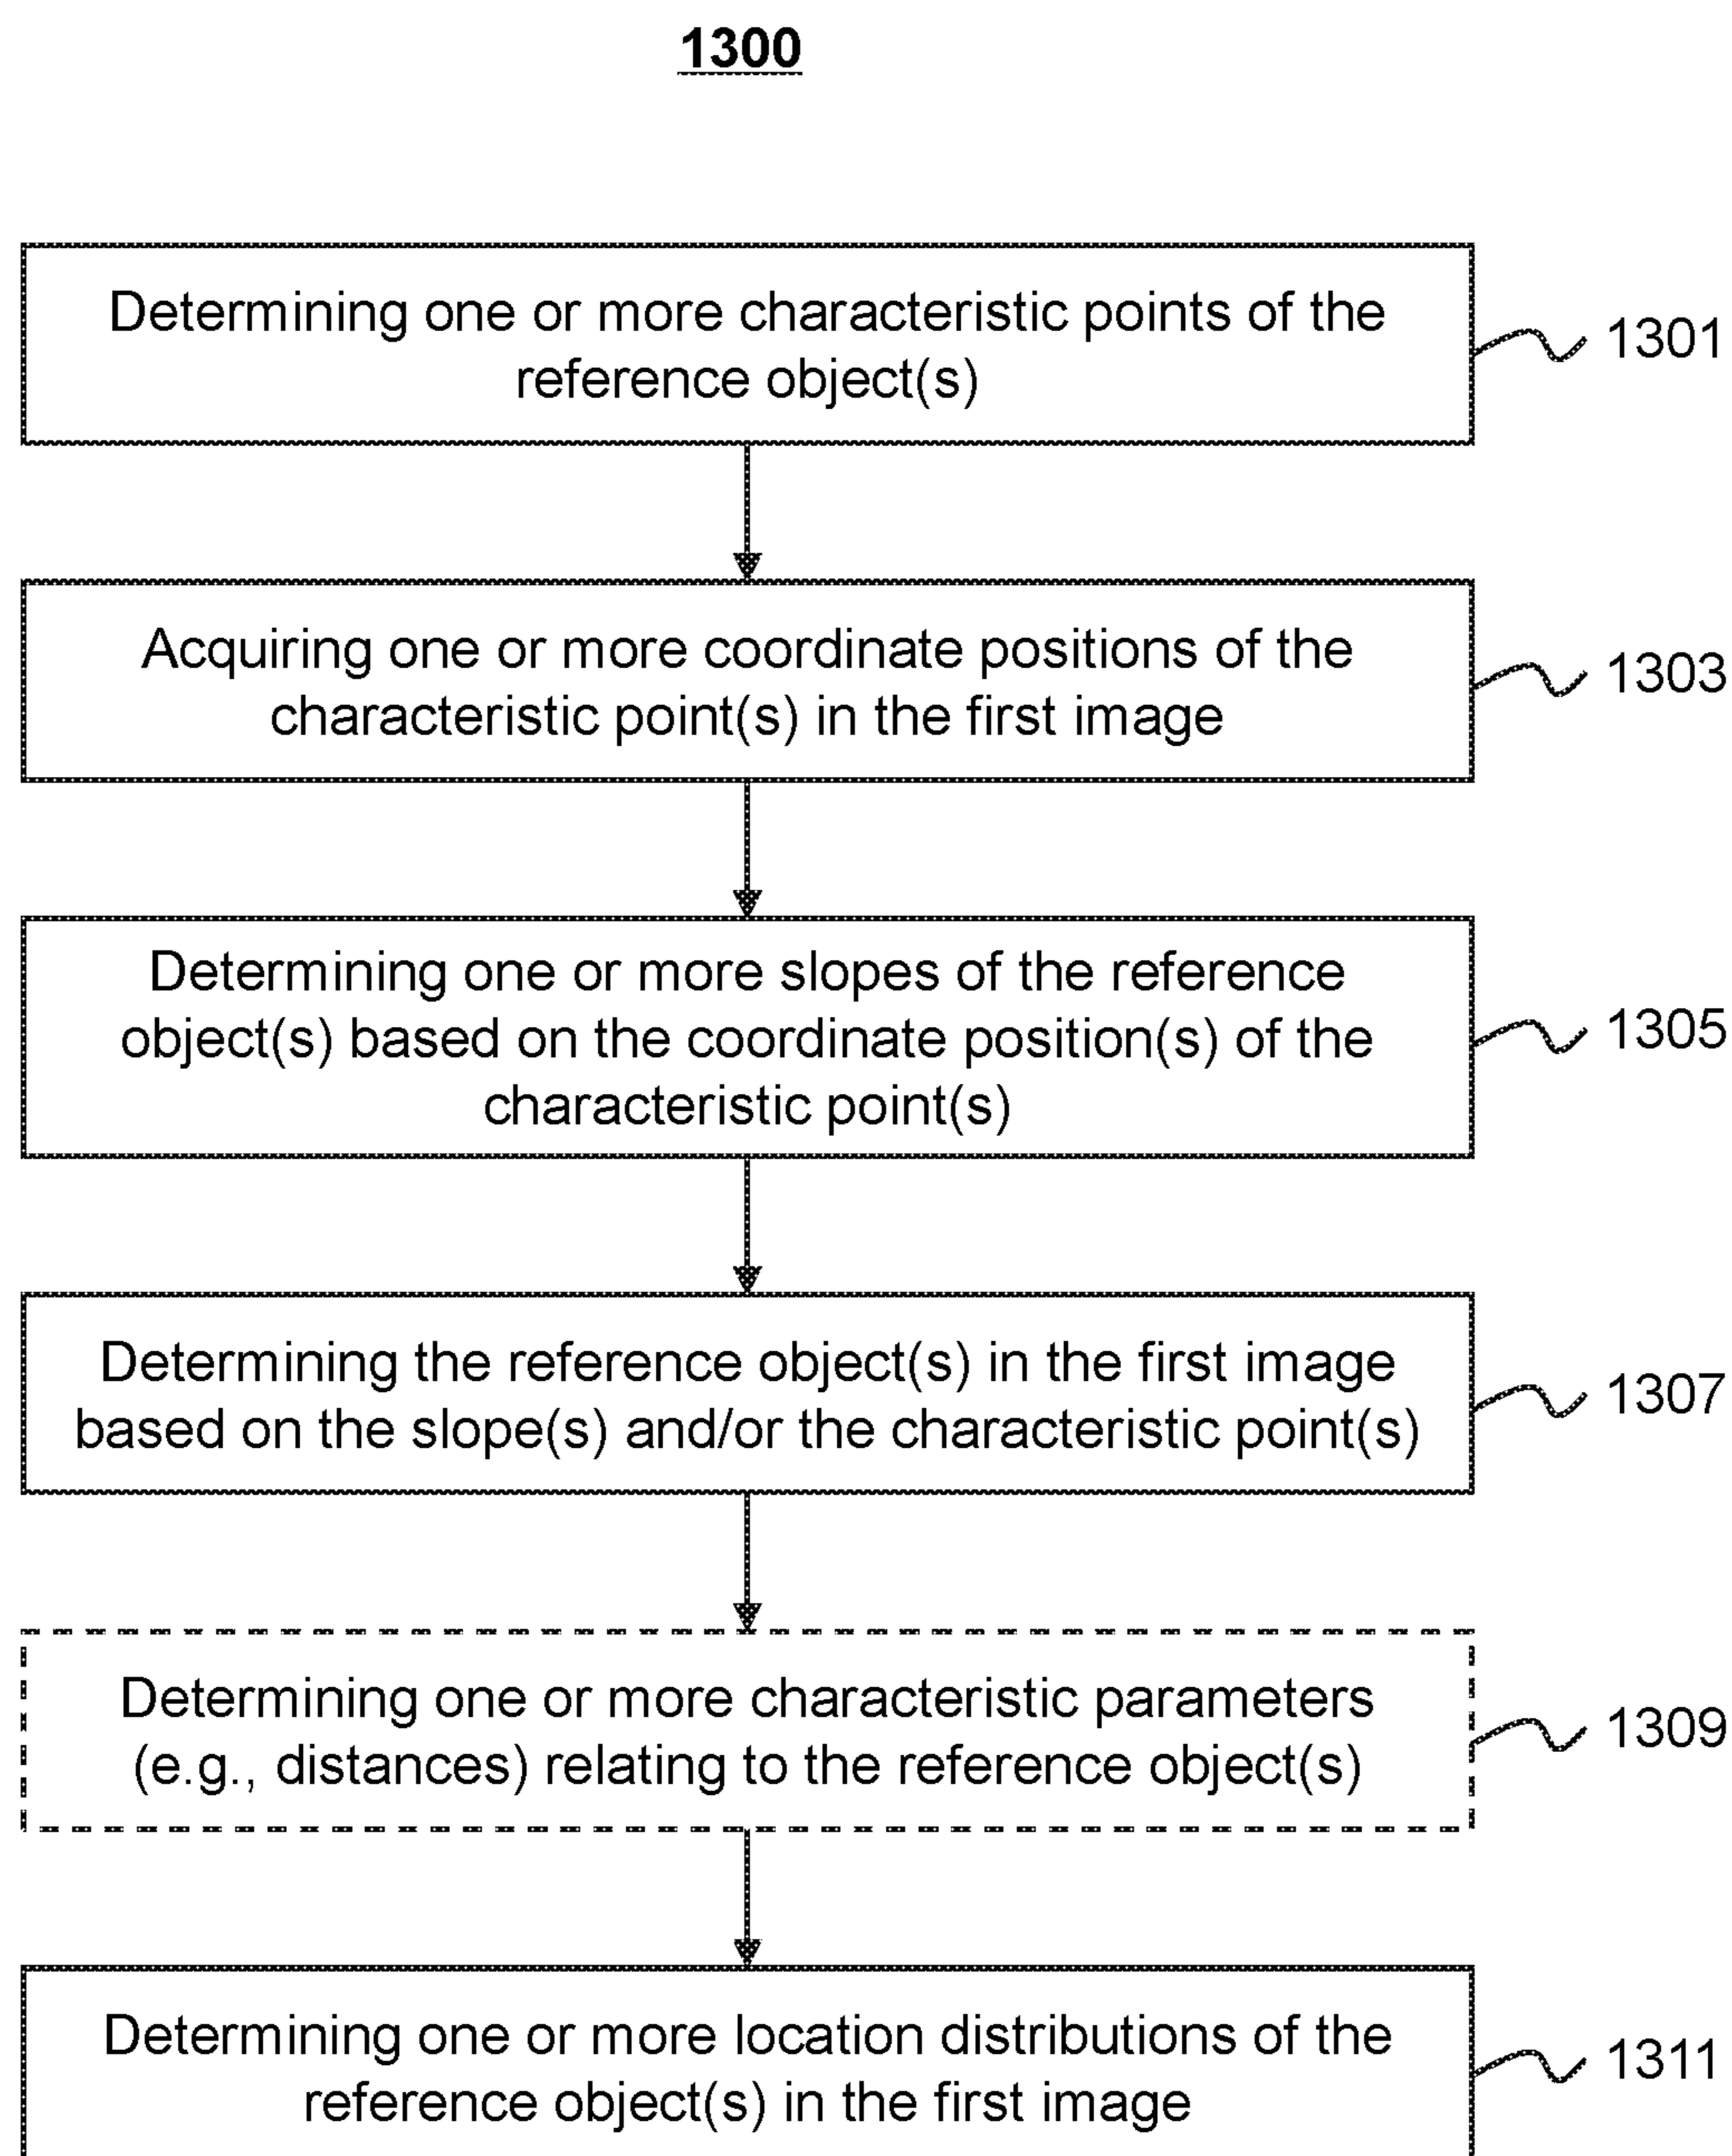 1300
Determining one or more characteristic points of the
reference object(s)
1301
Acquiring one or more coordinate positions of the
characteristic point(s) in the first image
1303
Determining one or more slopes of the reference
object(s) based on the coordinate position(s) of the
characteristic point(s)
1305
Determining the reference object(s) in the first image
based on the slope(s) and/or the characteristic point(s)
1307
Determining one or more characteristic parameters
(e.g., distances) relating to the reference object(s)
1309
Determining one or more location distributions of the
reference object(s) in the first image
1311